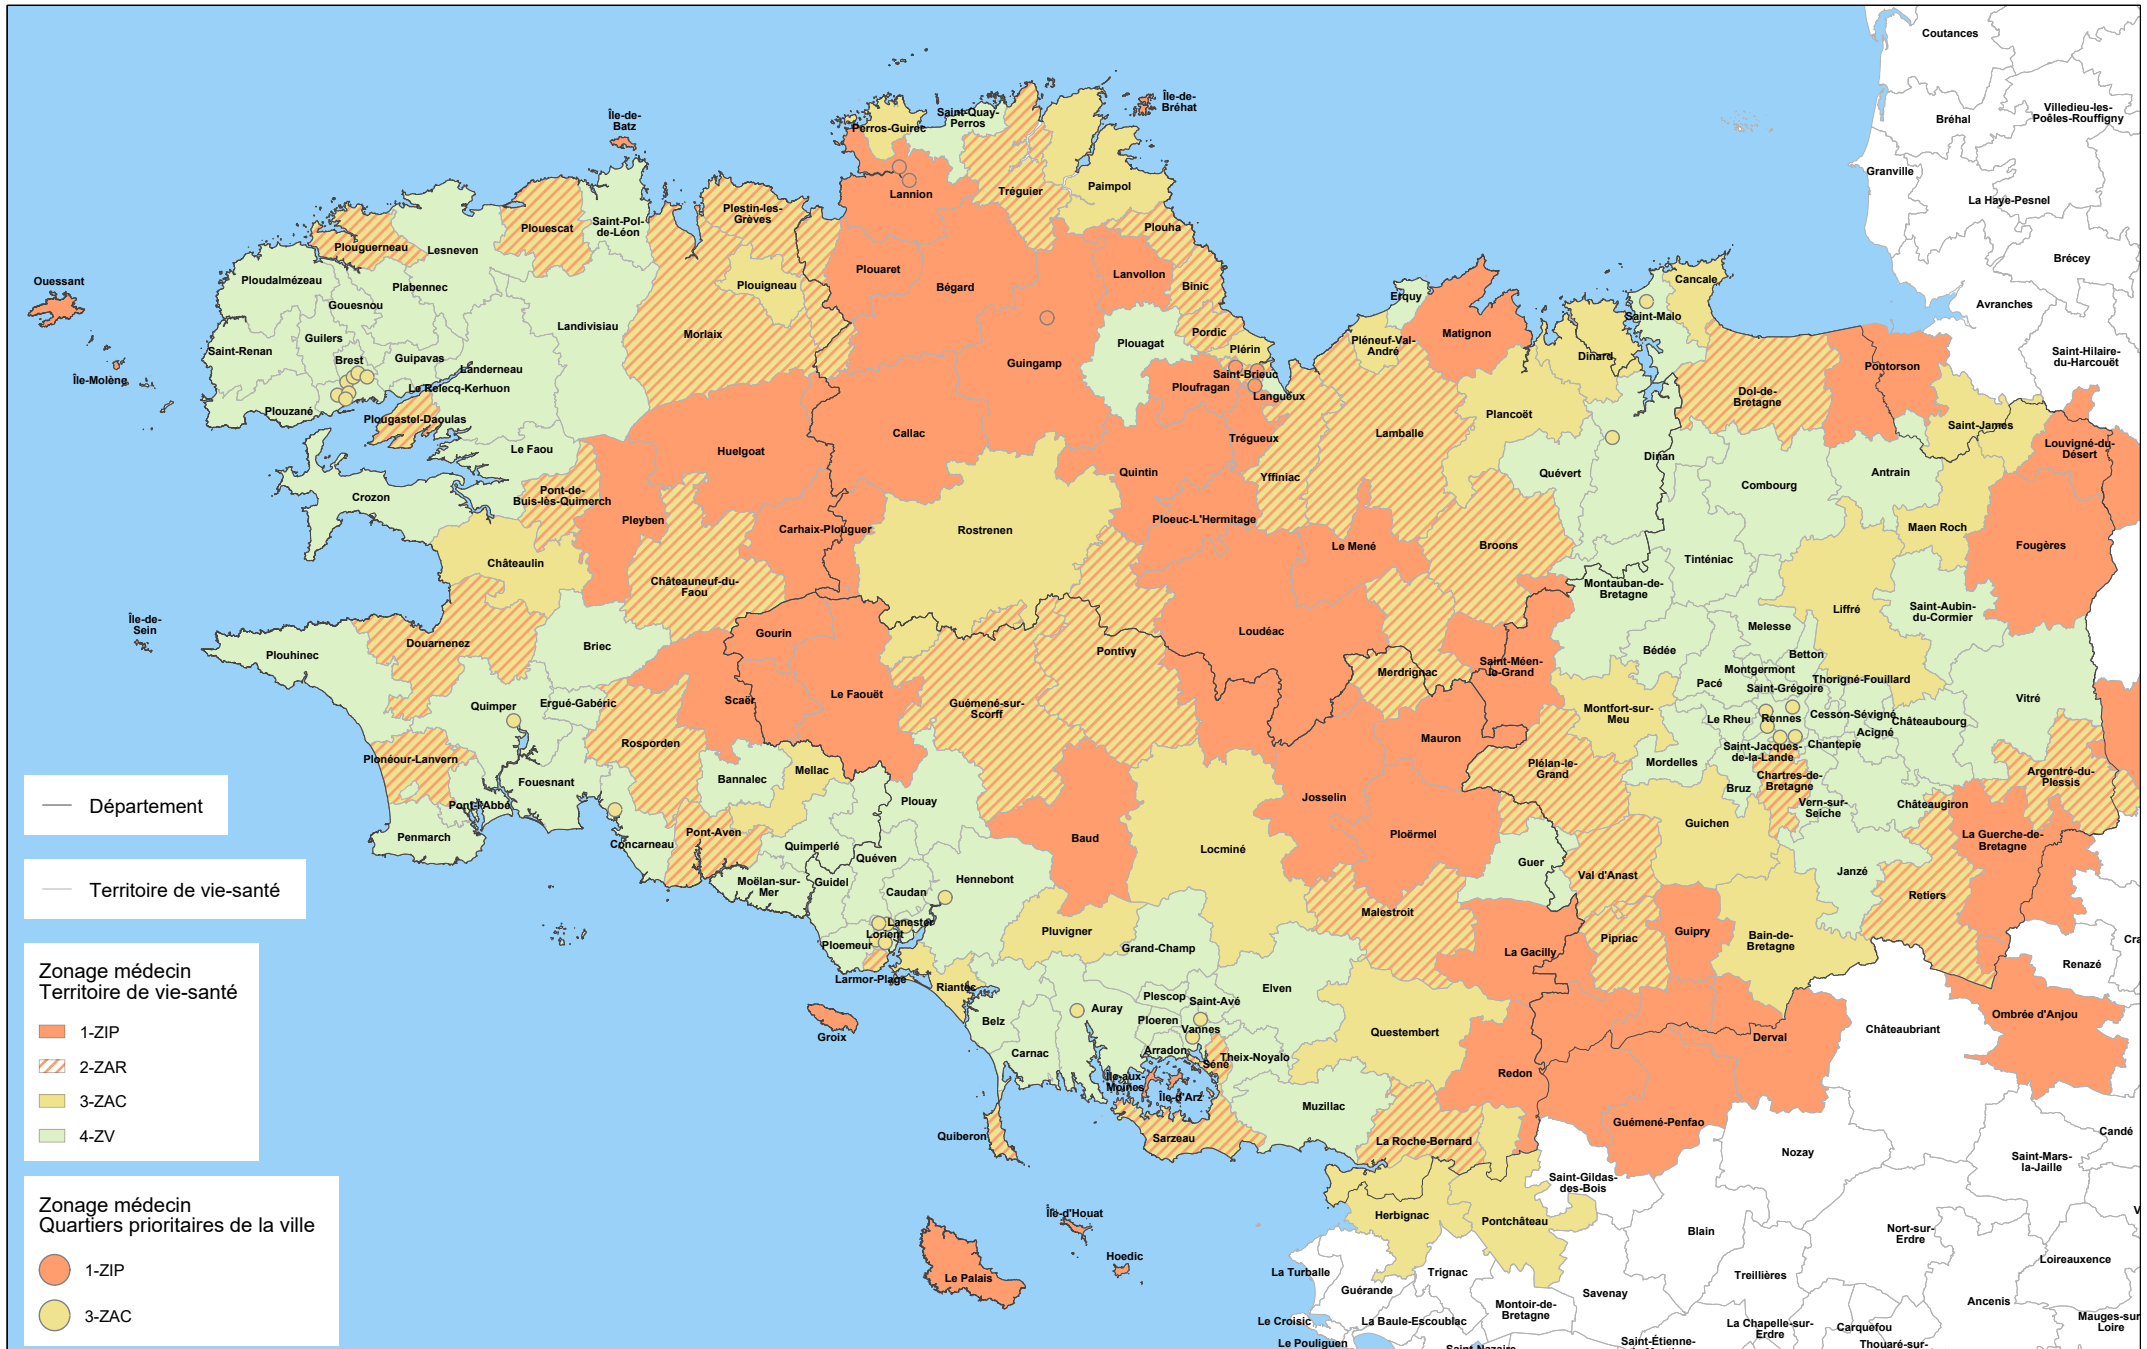 Coutances
Villedieu-les-
Poêles-Rouffigny
Bréhal
Granville
La Haye-Pesnel
Brécey
Avranches
Saint-Hilaire-
du-Harcouët
Île-de-
Bréhat
Île-de-
Batz
Perros-Guirec
Saint-Quay-
Perros
Lannion
Tréguier
Paimpol
Plouha
Plestin-les-
Grèves
Saint-Pol-
de-Léon
Plouescat
Plouguerneau
Lesneven
Ploudalmézeau
Plabennec
Ouessant
Gouesnou
Guilers
Saint-Renan
Brest
Guipavas
Landerneau
Le Relecq-Kerhuon
Île-Molène
Plouzané
Plougastel-Daoulas
Landivisiau
Morlaix
Plouigneau
Plouaret
Bégard
Lanvollon
Binic
Pordic
Plouagat
Plérin
Guingamp
Saint-Brieuc
Ploufragan
Langueux
Trégueux
Yffiniac
Erquy
Pléneuf-Val-
André
Matignon
Saint-Malo
Cancale
Dinard
Dol-de-
Bretagne
Pontorson
Saint-James
Louvigné-du-
Désert
Plancoët
Lamballe
Quévert
Dinan
Combourg
Antrain
Maen Roch
Fougères
Le Faou
Crozon
Pont-de-
Buis-lès-Quimerch
Huelgoat
Callac
Pleyben
Carhaix-Plouguer
Quintin
Ploeuc-L'Hermitage
Rostrenen
Le Mené
Broons
Châteaulin
Châteauneuf-du-
Faou
Tinténiac
Montauban-de-
Bretagne
Liffré
Saint-Aubin-
du-Cormier
Île-de-
Sein
Plouhinec
Douarnenez
Briec
Gourin
Loudéac
Pontivy
Merdrignac
Saint-Méen-
le-Grand
Bédée
Melesse
Betton
Montgermont
Pacé
Saint-Grégoire
Thorigné-Fouillard
Vitré
Quimper
Ergué-Gabéric
Scaër
Le Faouët
Guémené-sur-
Scorff
Montfort-sur-
Meu
Le Rheu
Rennes
Cesson-Sévigné
Acigné
Châteaubourg
Rosporden
Mauron
Plélan-le-
Grand
Mordelles
Saint-Jacques-
de-la-Lande
Chantepie
Chartres-de-
Bretagne
Bruz
Vern-sur-
Seiche
Châteaugiron
Argentré-du-
Plessis
Plonéour-Lanvern
Fouesnant
Pont-l'Abbé
Penmarch
Bannalec
Mellac
Plouay
Baud
Locminé
Josselin
Ploërmel
Guer
Guichen
Janzé
La Guerche-de-
Bretagne
Concarneau
Pont-Aven
Quimperlé
Quéven
Moëlan-sur-
Mer
Guidel
Caudan
Hennebont
Lanester
Lorient
Ploemeur
Larmor-Plage
Val d'Anast
Retiers
Malestroit
Pluvigner
Grand-Champ
La Gacilly
Pipriac
Guipry
Bain-de-
Bretagne
Renazé
Cra
Riantec
Groix
Belz
Carnac
Auray
Plescop
Saint-Avé
Ploeren
Vannes
Arradon
Séné
Theix-Noyalo
Elven
Questembert
Île-aux-
Moines
Île-d'Arz
Muzillac
Redon
Derval
Châteaubriant
Ombrée d'Anjou
Guémené-Penfao
Quiberon
Sarzeau
La Roche-Bernard
Nozay
Candé
Saint-Mars-
la-Jaille
Saint-Gildas-
des-Bois
Herbignac
Pontchâteau
Île-d'Houat
Hoedic
Le Palais
Blain
Nort-sur-
Erdre
Loireauxence
La Turballe
Guérande
Trignac
Treillières
Savenay
Montoir-de-
Bretagne
Ancenis
Le Croisic
La Baule-Escoublac
La Chapelle-sur-
Erdre
Carquefou
Mauges-sur
Loire
Le Pouliguen
Saint-Nazaire
Saint-Étienne-
Thouaré-sur-
Département
Territoire de vie-santé
Zonage médecin
Territoire de vie-santé
1-ZIP
2-ZAR
3-ZAC
4-ZV
Zonage médecin
Quartiers prioritaires de la ville
1-ZIP
3-ZAC